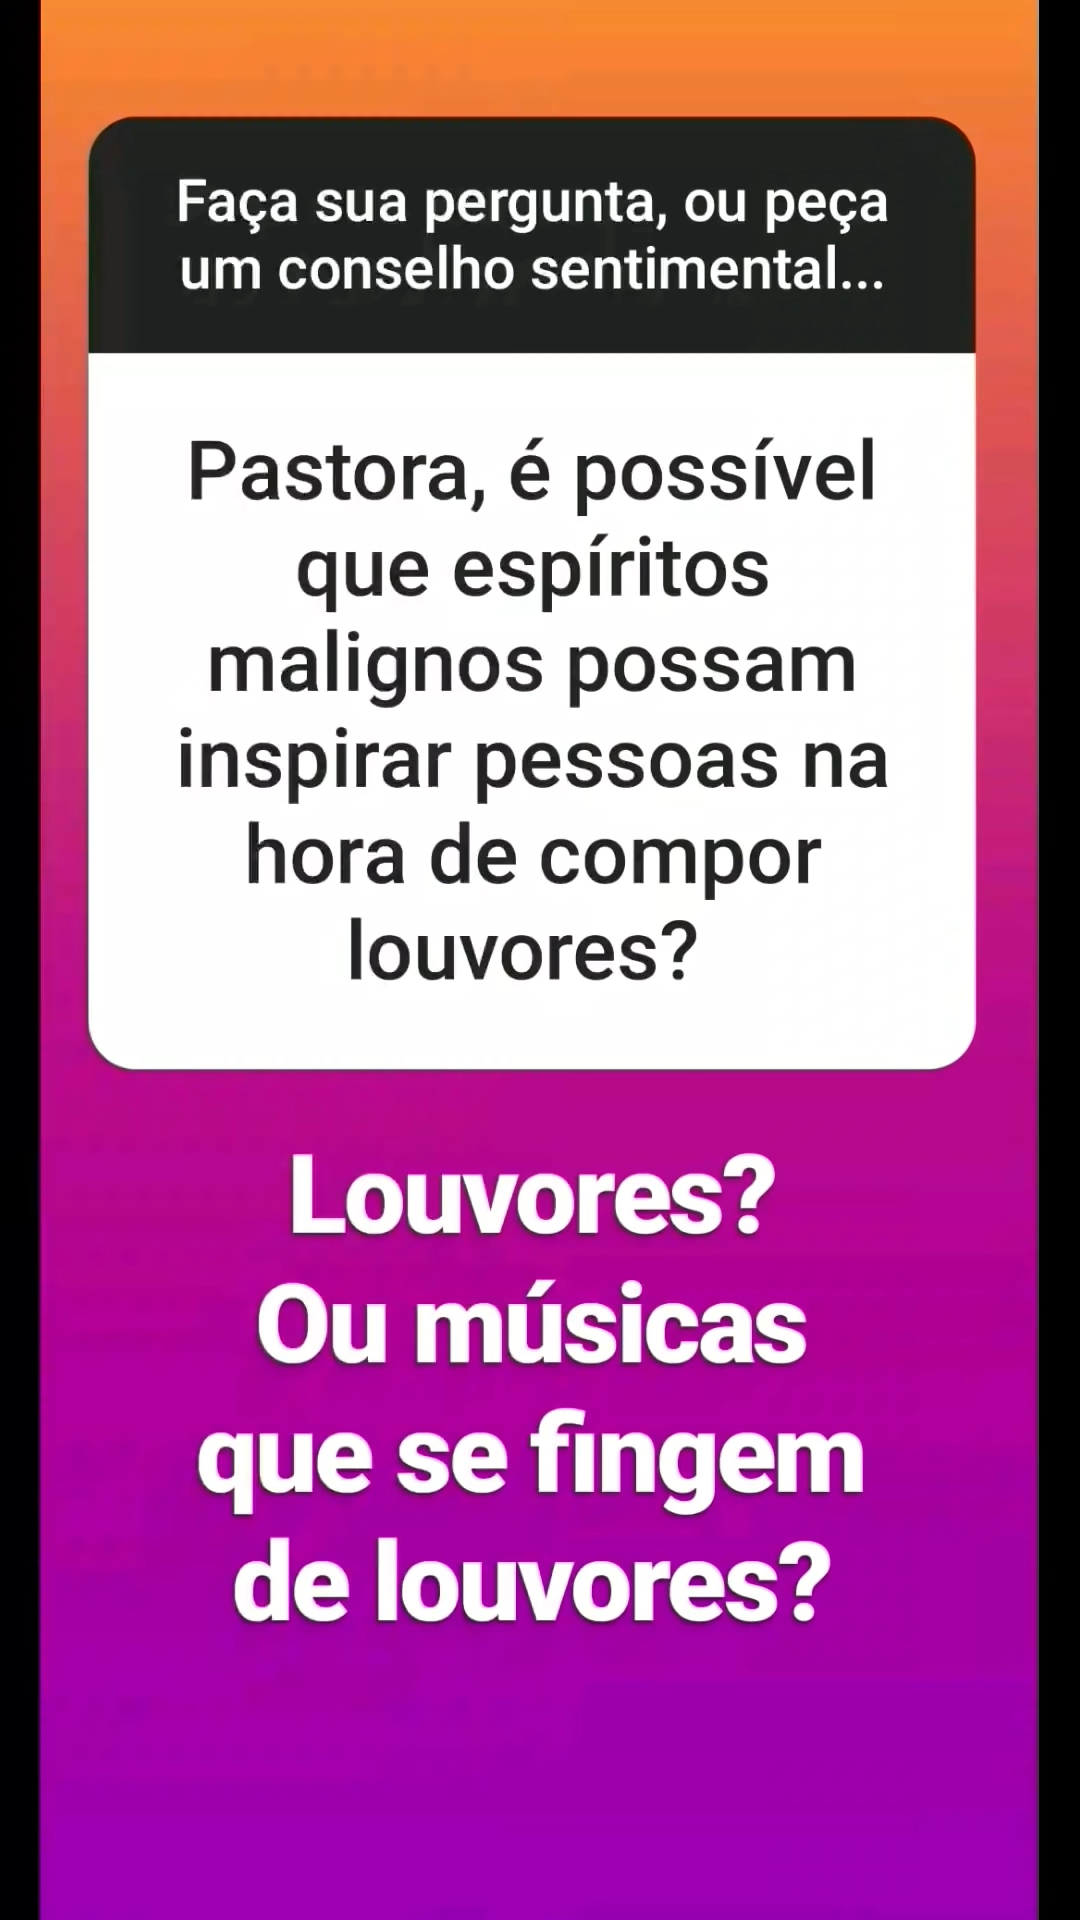 Faça sua pergunta, ou peça
um conselho sentimental...
Pastora, é possível
que espíritos
malignos possam
inspirar pessoas na
hora de compor
louvores?
Louvores?
Ou músicas
que se fingem
de louvores?